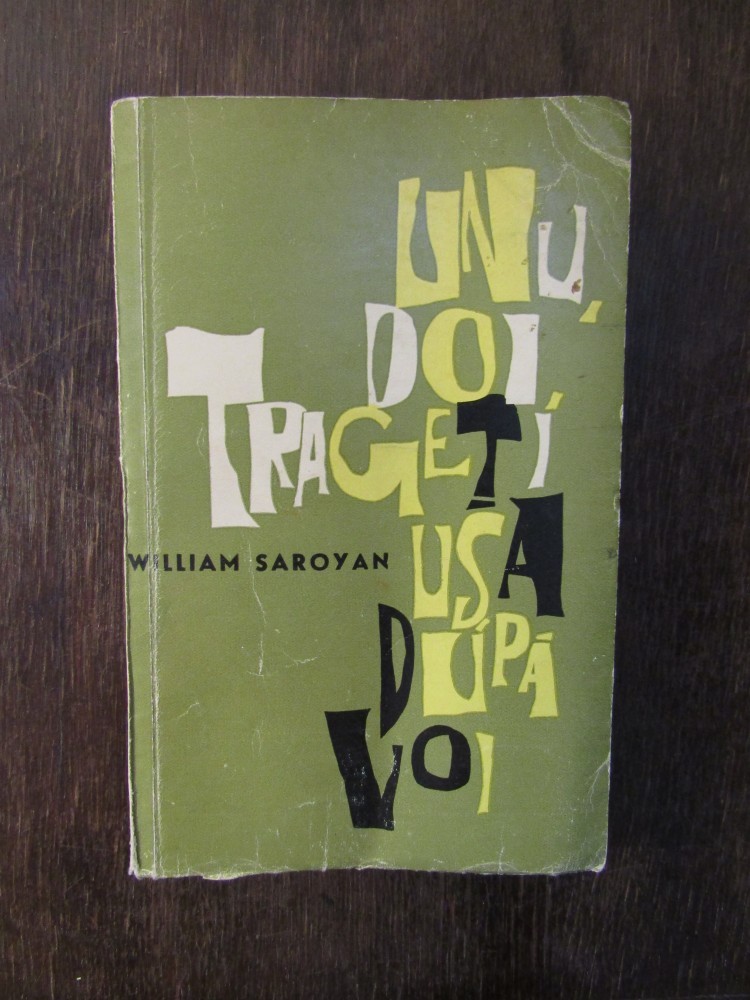 UNU,
DOI,
TRAGEȚI
UȘA
WILLIAM SAROYAN
DUPĂ
VOI